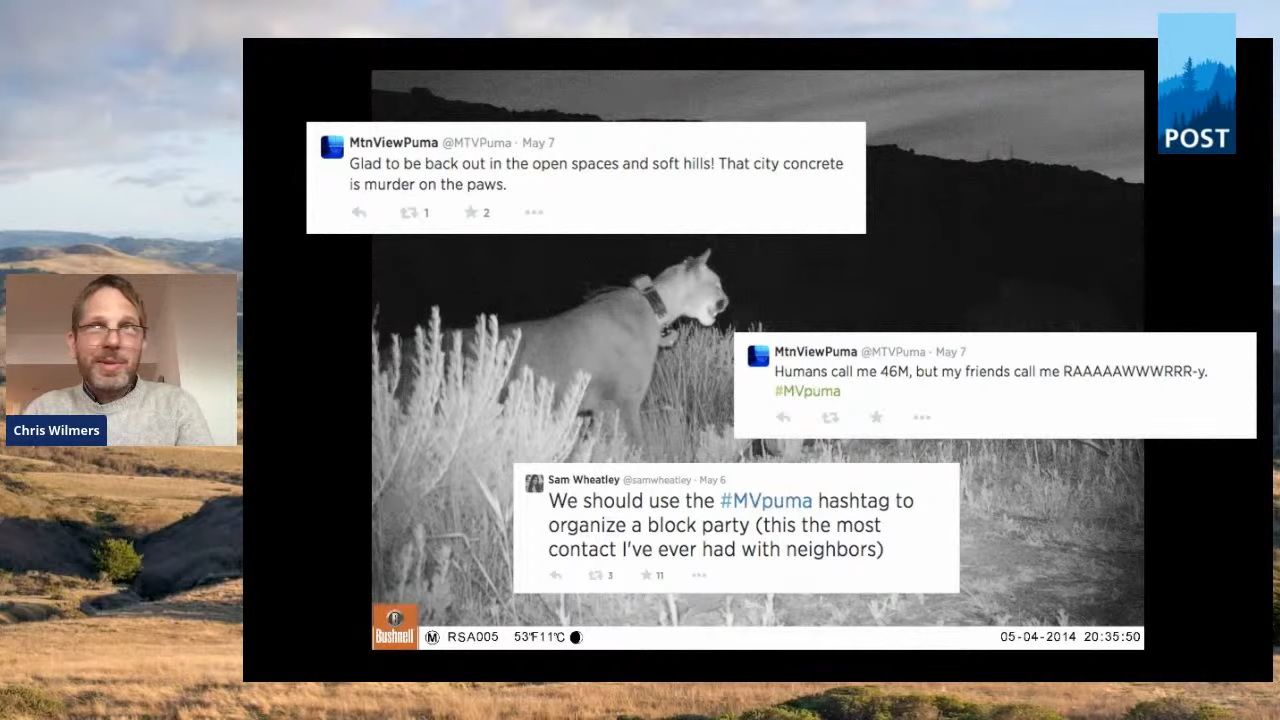 POST
MtnViewPuma @MTVPuma · May 7
Glad to be back out in the open spaces and soft hills! That city concrete
is murder on the paws.
1 2
MtnViewPuma @MTVPuma · May 7
Humans call me 46M, but my friends call me RAAAAAWWWRRR-y.
#MVpuma
Chris Wilmers
Sam Wheatley @samwheatley · May 6
We should use the #MVpuma hashtag to
organize a block party (this the most
contact I've ever had with neighbors)
3 11
Bushnell M RSA005 53°F11°C 05-04-2014 20:35:50